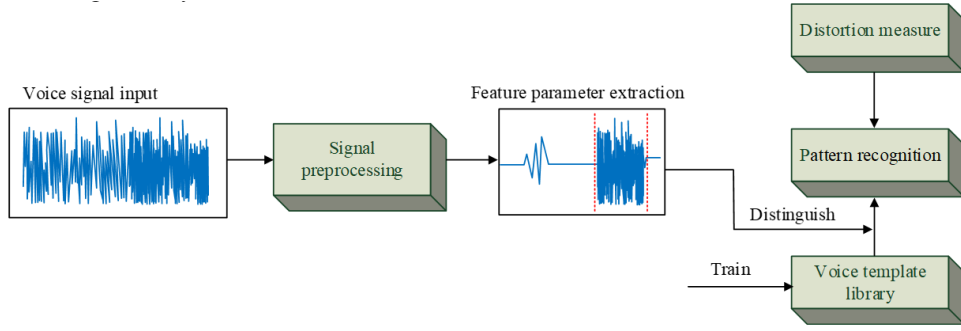 Distortion measure
Voice signal input
Feature parameter extraction
Signal
preprocessing
Pattern recognition
Distinguish
Train
Voice template
library